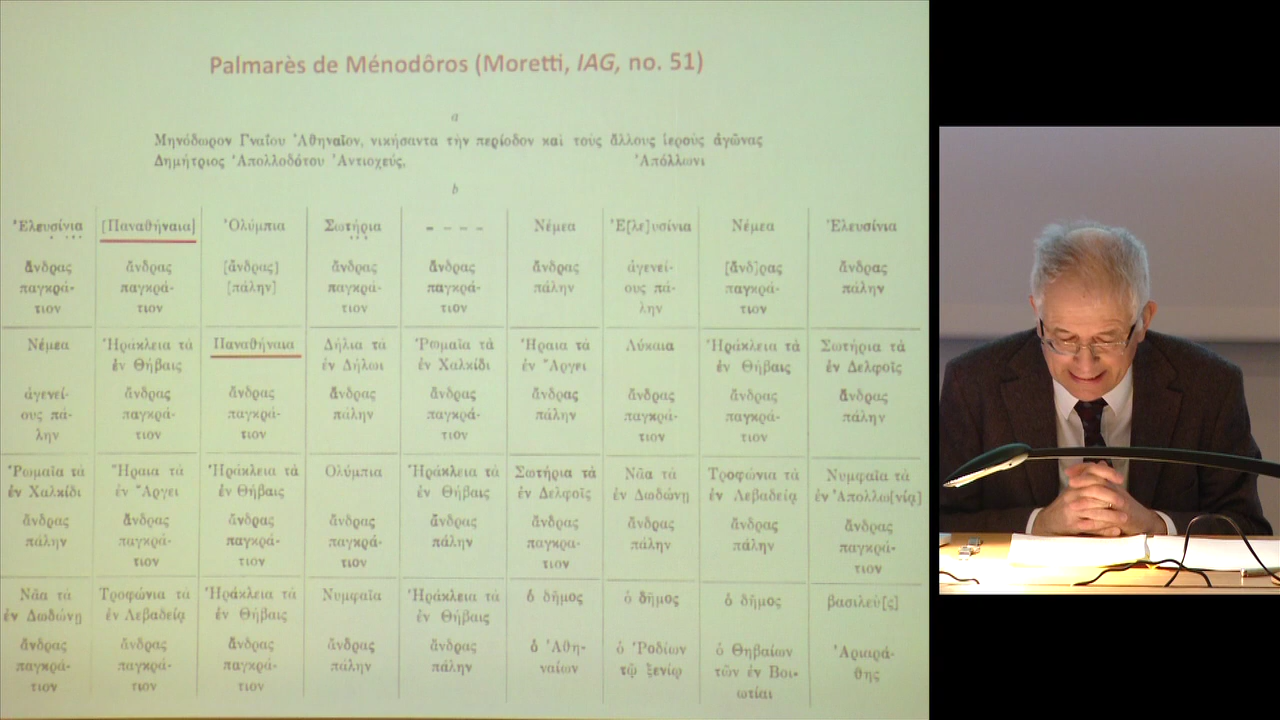 Palmarès de Ménodôros (Moretti, IAG, no. 51)
a
Μηνόδωρον Γναΐου Ἀθηναῖον, νικήσαντα τὴν περίοδον καὶ τοὺς ἄλλους ἱεροὺς ἀγῶνας
Δημήτριος Ἀπολλοδότου Ἀντιοχεύς, Ἀπόλλωνι
b
Ἐλευσίνια [Παναθήναια] Ὀλύμπια Σωτήρια - - - - Νέμεα Ἐ[λε]υσίνια Νέμεα Ἐλευσίνια
ἄνδρας ἄνδρας [ἄνδρας] ἄνδρας ἄνδρας ἄνδρας ἀγενεί- [ἄνδ]ρας ἄνδρας
παγκρά- παγκρά- [πάλην] παγκρά- παγκρά- πάλην ους πά- παγκρά- πάλην
τιον τιον τιον τιον λην τιον
Νέμεα Ἡράκλεια τὰ Παναθήναια Δήλια τὰ Ῥωμαῖα τὰ Ἥραια τὰ Λύκαια Ἡράκλεια τὰ Σωτήρια τὰ
ἐν Θήβαις ἐν Δήλωι ἐν Χαλκίδι ἐν Ἄργει ἐν Θήβαις ἐν Δελφοῖς
ἀγενεί- ἄνδρας ἄνδρας ἄνδρας ἄνδρας ἄνδρας ἄνδρας ἄνδρας ἄνδρας
ους πά- παγκρά- παγκρά- πάλην παγκρά- πάλην παγκρά- παγκρά- πάλην
λην τιον τιον τιον τιον τιον
Ῥωμαῖα τὰ Ἥραια τὰ Ἡράκλεια τὰ Ὀλύμπια Ἡράκλεια τὰ Σωτήρια τὰ Νᾶα τὰ Τροφώνια τὰ Νυμφαῖα τὰ
ἐν Χαλκίδι ἐν Ἄργει ἐν Θήβαις ἐν Θήβαις ἐν Δελφοῖς ἐν Δωδώνῃ ἐν Λεβαδείᾳ ἐν Ἀπολλω[νίᾳ]
ἄνδρας ἄνδρας ἄνδρας ἄνδρας ἄνδρας ἄνδρας ἄνδρας ἄνδρας ἄνδρας
πάλην παγκρά- παγκρά- παγκρά- πάλην παγκρα- πάλην πάλην παγκρά-
τιον τιον τιον τιον τιον
Νᾶα τὰ Τροφώνια τὰ Ἡράκλεια τὰ Νυμφαῖα Ἡράκλεια τὰ ὁ δῆμος ὁ δῆμος ὁ δῆμος βασιλεὺ[ς]
ἐν Δωδώνῃ ἐν Λεβαδείᾳ ἐν Θήβαις ἐν Θήβαις
ἄνδρας ἄνδρας ἄνδρας ἄνδρας ἄνδρας ὁ Ἀθη- ὁ Ῥοδίων ὁ Θηβαίων Ἀριαρά-
παγκρά- παγκρά- παγκρά- πάλην πάλην ναίων τῷ ξενίῳ τῶν ἐν Βοι- θης
τιον τιον τιον ωτίαι